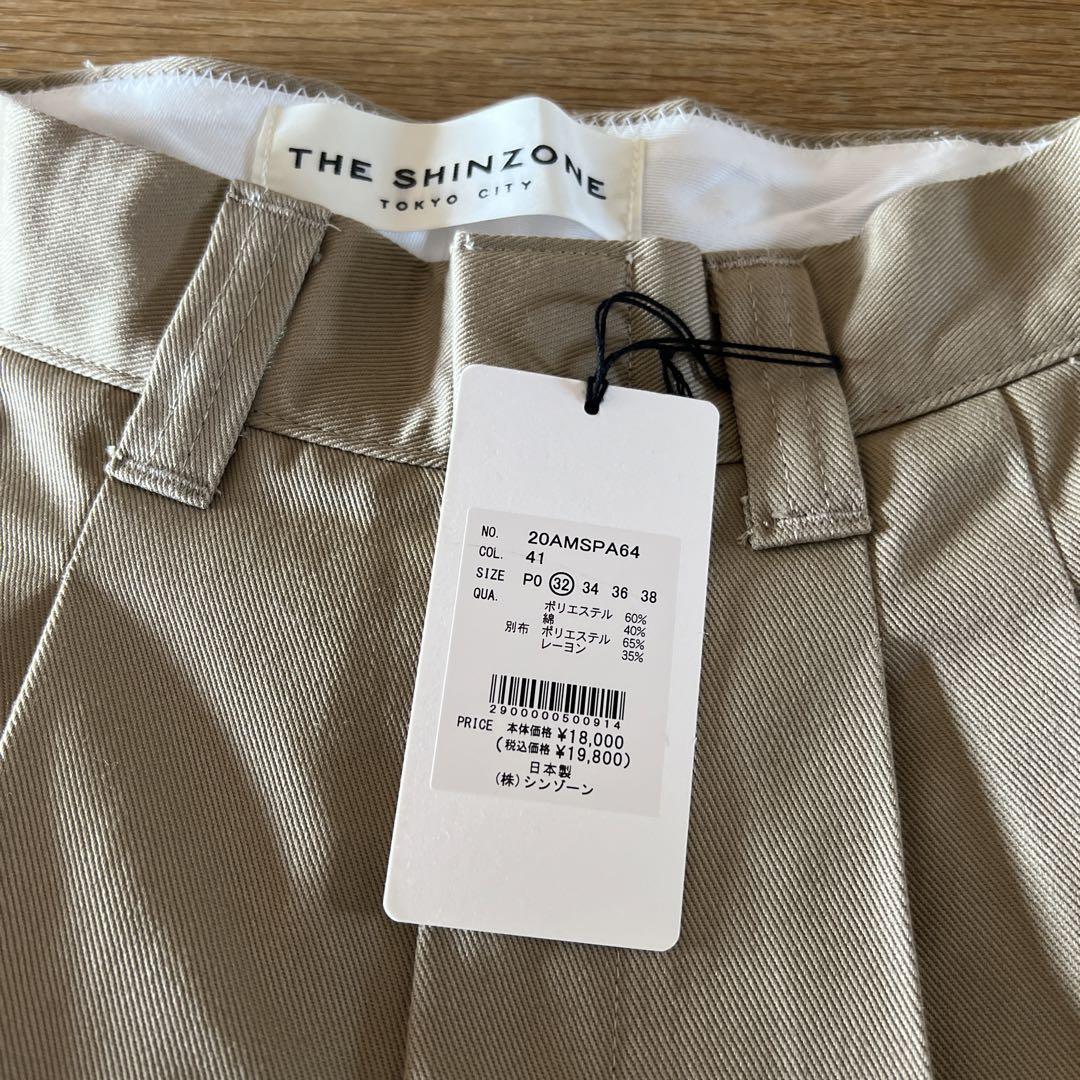 THE SHINZONE
TOKYO CITY
NO. 20AMSPA64
COL. 41
SIZE P0 32 34 36 38
QUA. ポリエステル 60%
綿 40%
別布 ポリエステル 65%
レーヨン 35%
2900000500914
PRICE 本体価格 ¥18,000
(税込価格 ¥19,800)
日本製
(株)シンゾーン